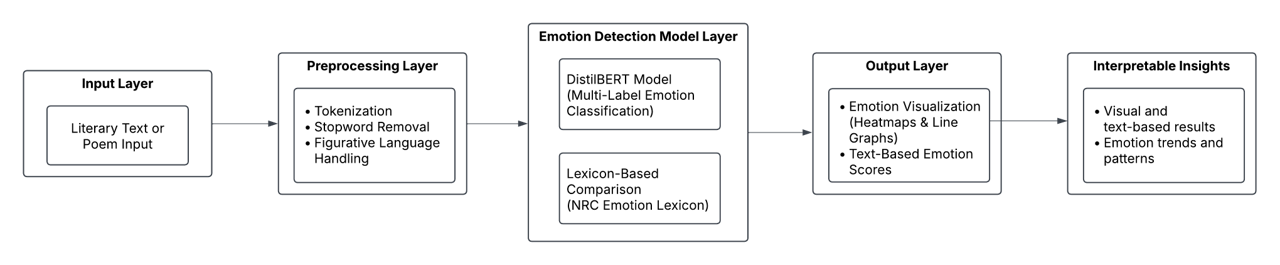 Input Layer
Literary Text or
Poem Input
Preprocessing Layer
• Tokenization
• Stopword Removal
• Figurative Language
Handling
Emotion Detection Model Layer
DistilBERT Model
(Multi-Label Emotion
Classification)
Lexicon-Based
Comparison
(NRC Emotion Lexicon)
Output Layer
• Emotion Visualization
(Heatmaps & Line
Graphs)
• Text-Based Emotion
Scores
Interpretable Insights
• Visual and
text-based results
• Emotion trends and
patterns